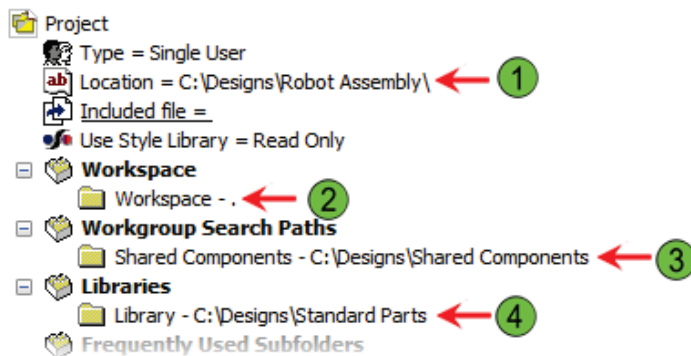 Project
Type = Single User
Location = C:\Designs\Robot Assembly\ 1
Included file =
Use Style Library = Read Only
Workspace
Workspace - . 2
Workgroup Search Paths
Shared Components - C:\Designs\Shared Components 3
Libraries
Library - C:\Designs\Standard Parts 4
Frequently Used Subfolders